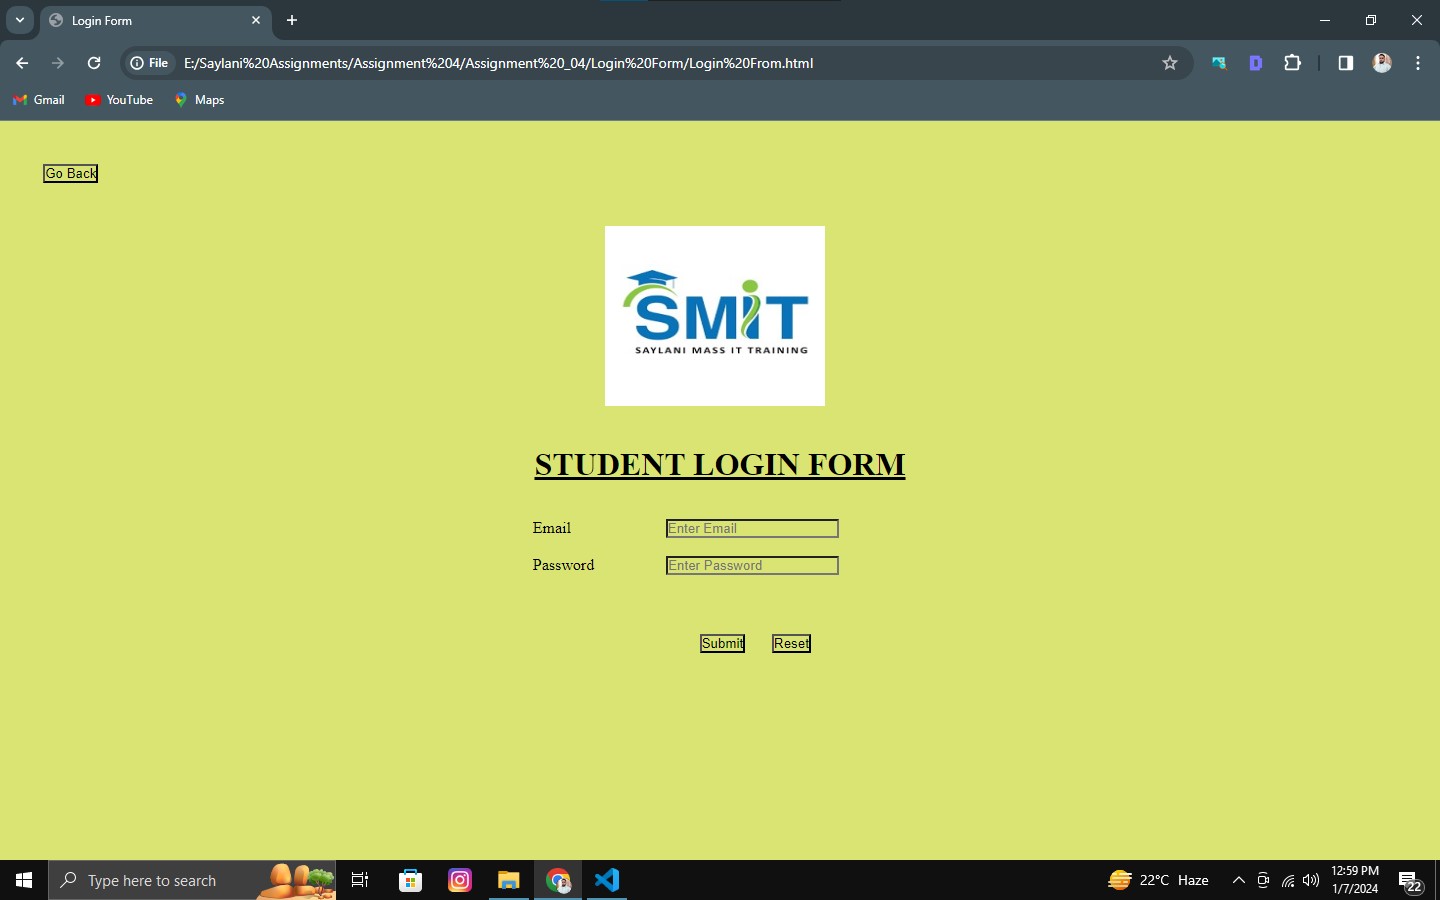 Login Form
File E:/Saylani%20Assignments/Assignment%204/Assignment%20_04/Login%20Form/Login%20From.html
D
Gmail YouTube Maps
Go Back
SMiT
SAYLANI MASS IT TRAINING
STUDENT LOGIN FORM
Email Enter Email
Password Enter Password
Submit Reset
Type here to search 22°C Haze 12:59 PM
1/7/2024
22